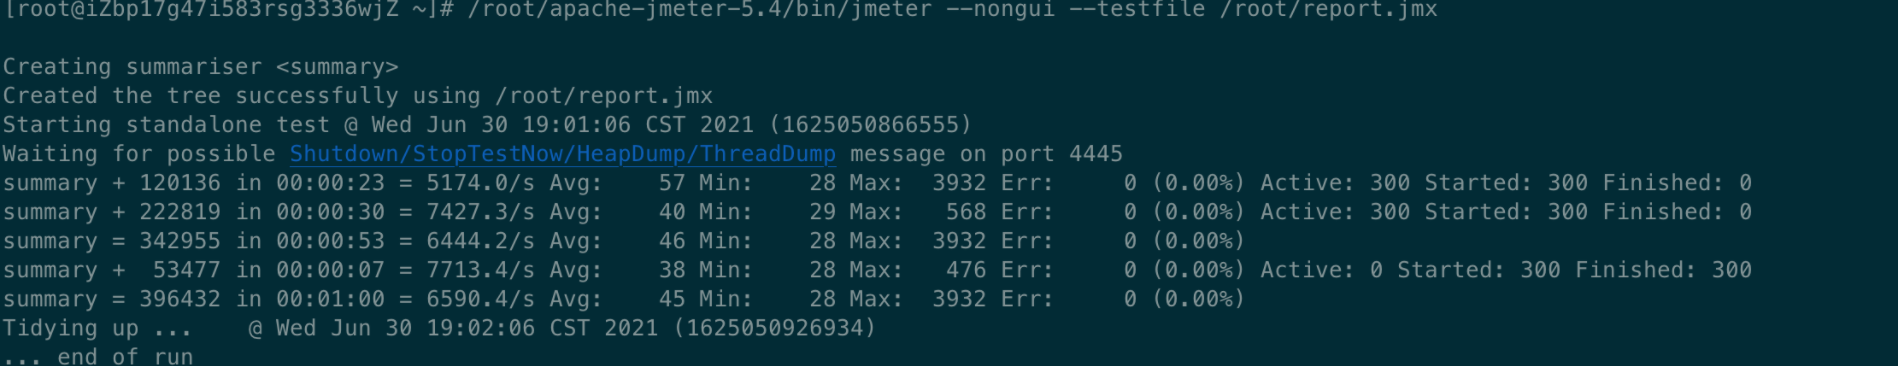 [root@iZbp17g47i583rsg3336wjZ ~]# /root/apache-jmeter-5.4/bin/jmeter --nongui --testfile /root/report.jmx
Creating summariser <summary>
Created the tree successfully using /root/report.jmx
Starting standalone test @ Wed Jun 30 19:01:06 CST 2021 (1625050866555)
Waiting for possible Shutdown/StopTestNow/HeapDump/ThreadDump message on port 4445
summary + 120136 in 00:00:23 = 5174.0/s Avg:    57 Min:    28 Max:  3932 Err:     0 (0.00%) Active: 300 Started: 300 Finished: 0
summary + 222819 in 00:00:30 = 7427.3/s Avg:    40 Min:    29 Max:   568 Err:     0 (0.00%) Active: 300 Started: 300 Finished: 0
summary = 342955 in 00:00:53 = 6444.2/s Avg:    46 Min:    28 Max:  3932 Err:     0 (0.00%)
summary +  53477 in 00:00:07 = 7713.4/s Avg:    38 Min:    28 Max:   476 Err:     0 (0.00%) Active: 0 Started: 300 Finished: 300
summary = 396432 in 00:01:00 = 6590.4/s Avg:    45 Min:    28 Max:  3932 Err:     0 (0.00%)
Tidying up ...    @ Wed Jun 30 19:02:06 CST 2021 (1625050926934)
... end of run